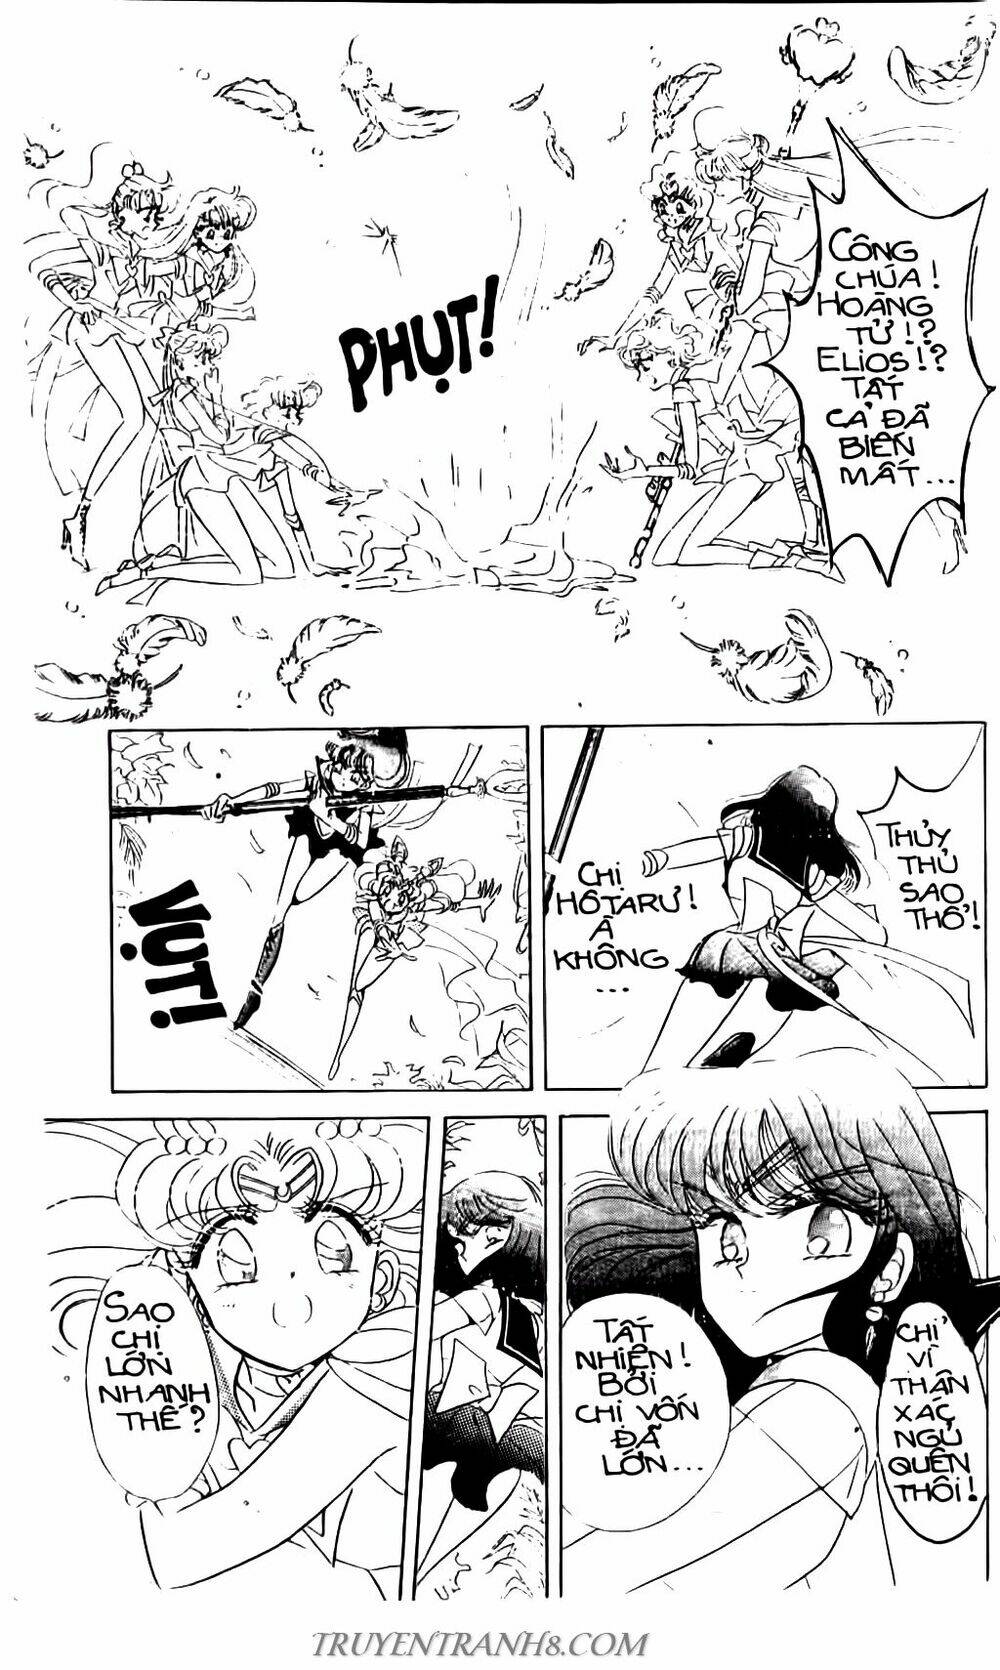 CÔNG
CHÚA!
HOÀNG
TỬ!?
ELIOS!?
TẤT
CẢ ĐÃ
BIẾN
MẤT...
PHỤT!
VỤT!
CHỊ
HÔTARƯ!
À
KHÔNG
...
THỦY
THỦ
SAO
THỔ!
SAO
CHỊ
LỚN
NHANH
THẾ?
TẤT
NHIÊN!
BỞI
CHỊ VỐN
ĐÃ
LỚN...
CHỈ
VÌ
THÂN
XÁC
NGỦ
QUÊN
THÔI!
TRUYENTRANH8.COM